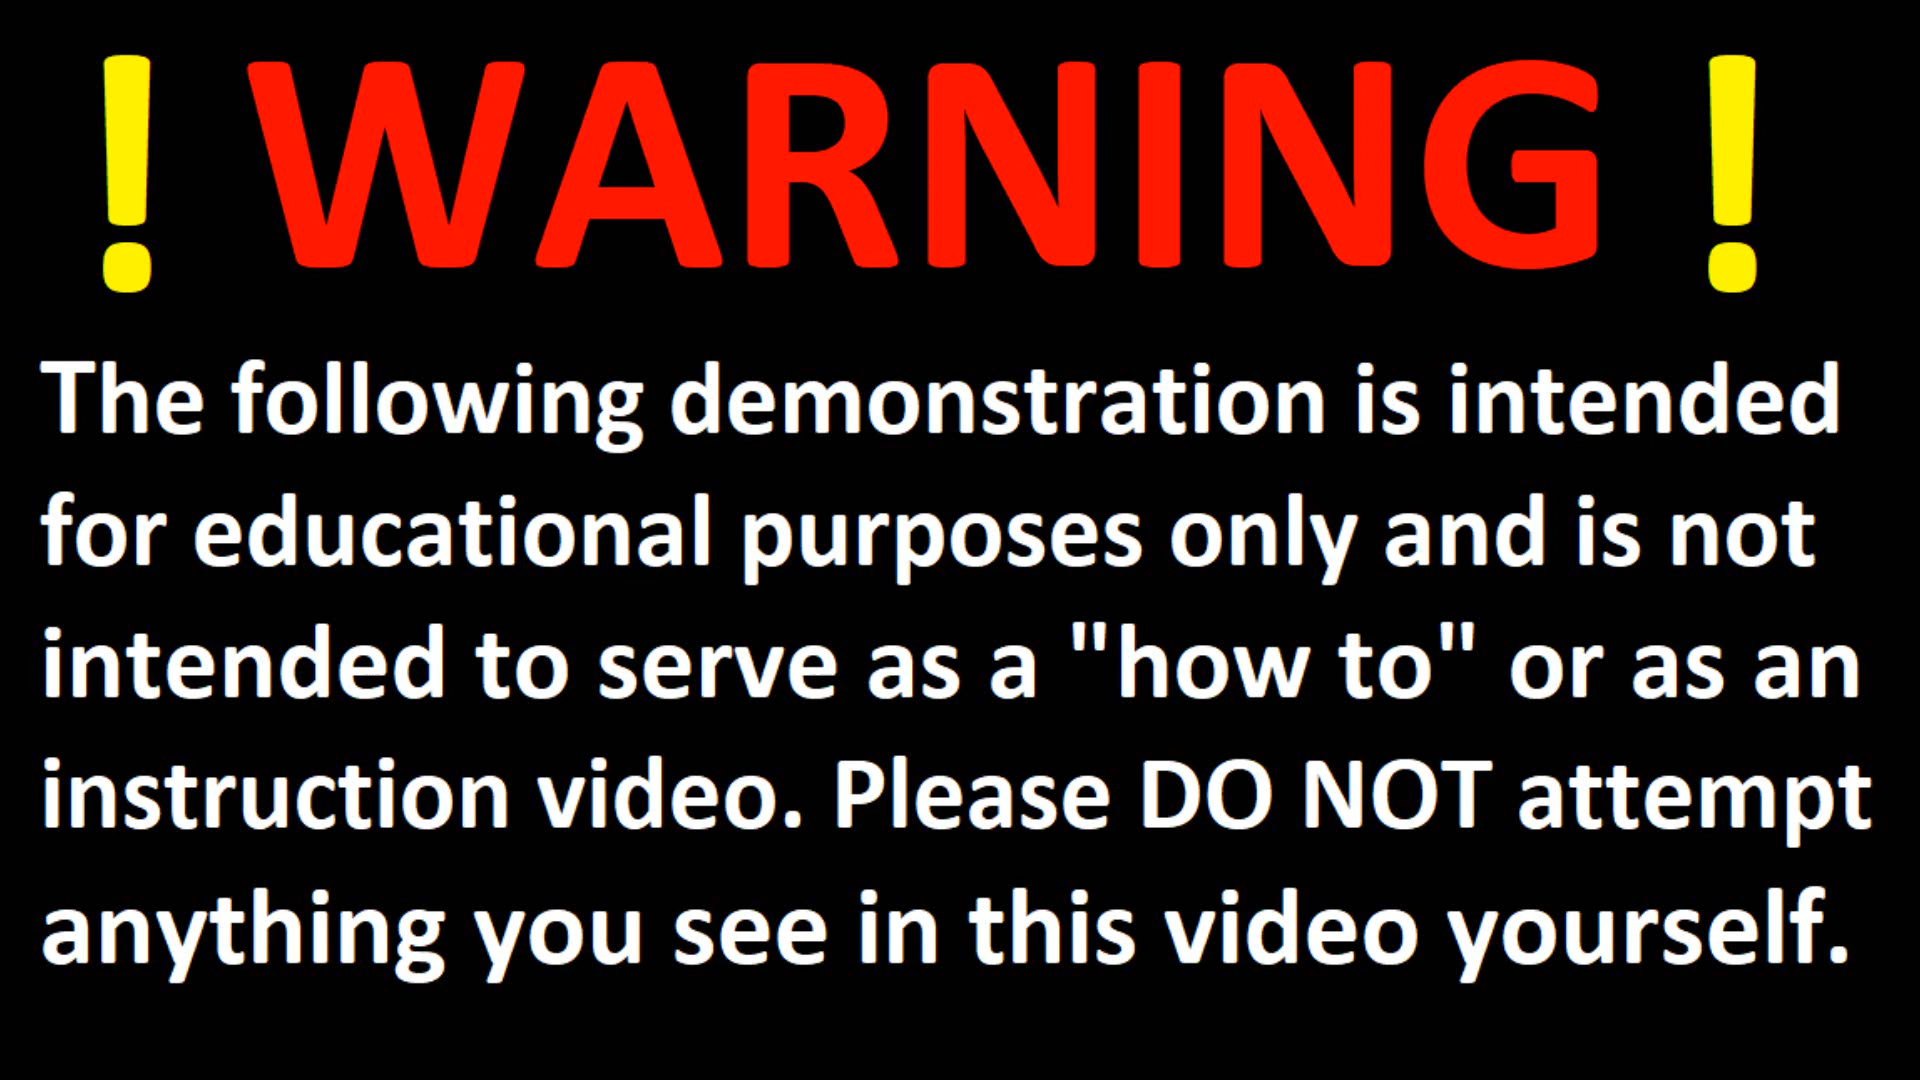 ! WARNING !
The following demonstration is intended
for educational purposes only and is not
intended to serve as a "how to" or as an
instruction video. Please DO NOT attempt
anything you see in this video yourself.